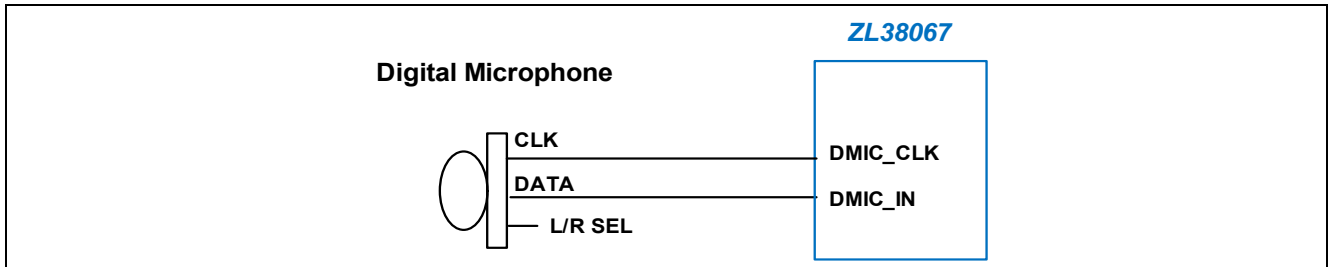 ZL38067
Digital Microphone
CLK
DMIC_CLK
DATA
DMIC_IN
L/R SEL